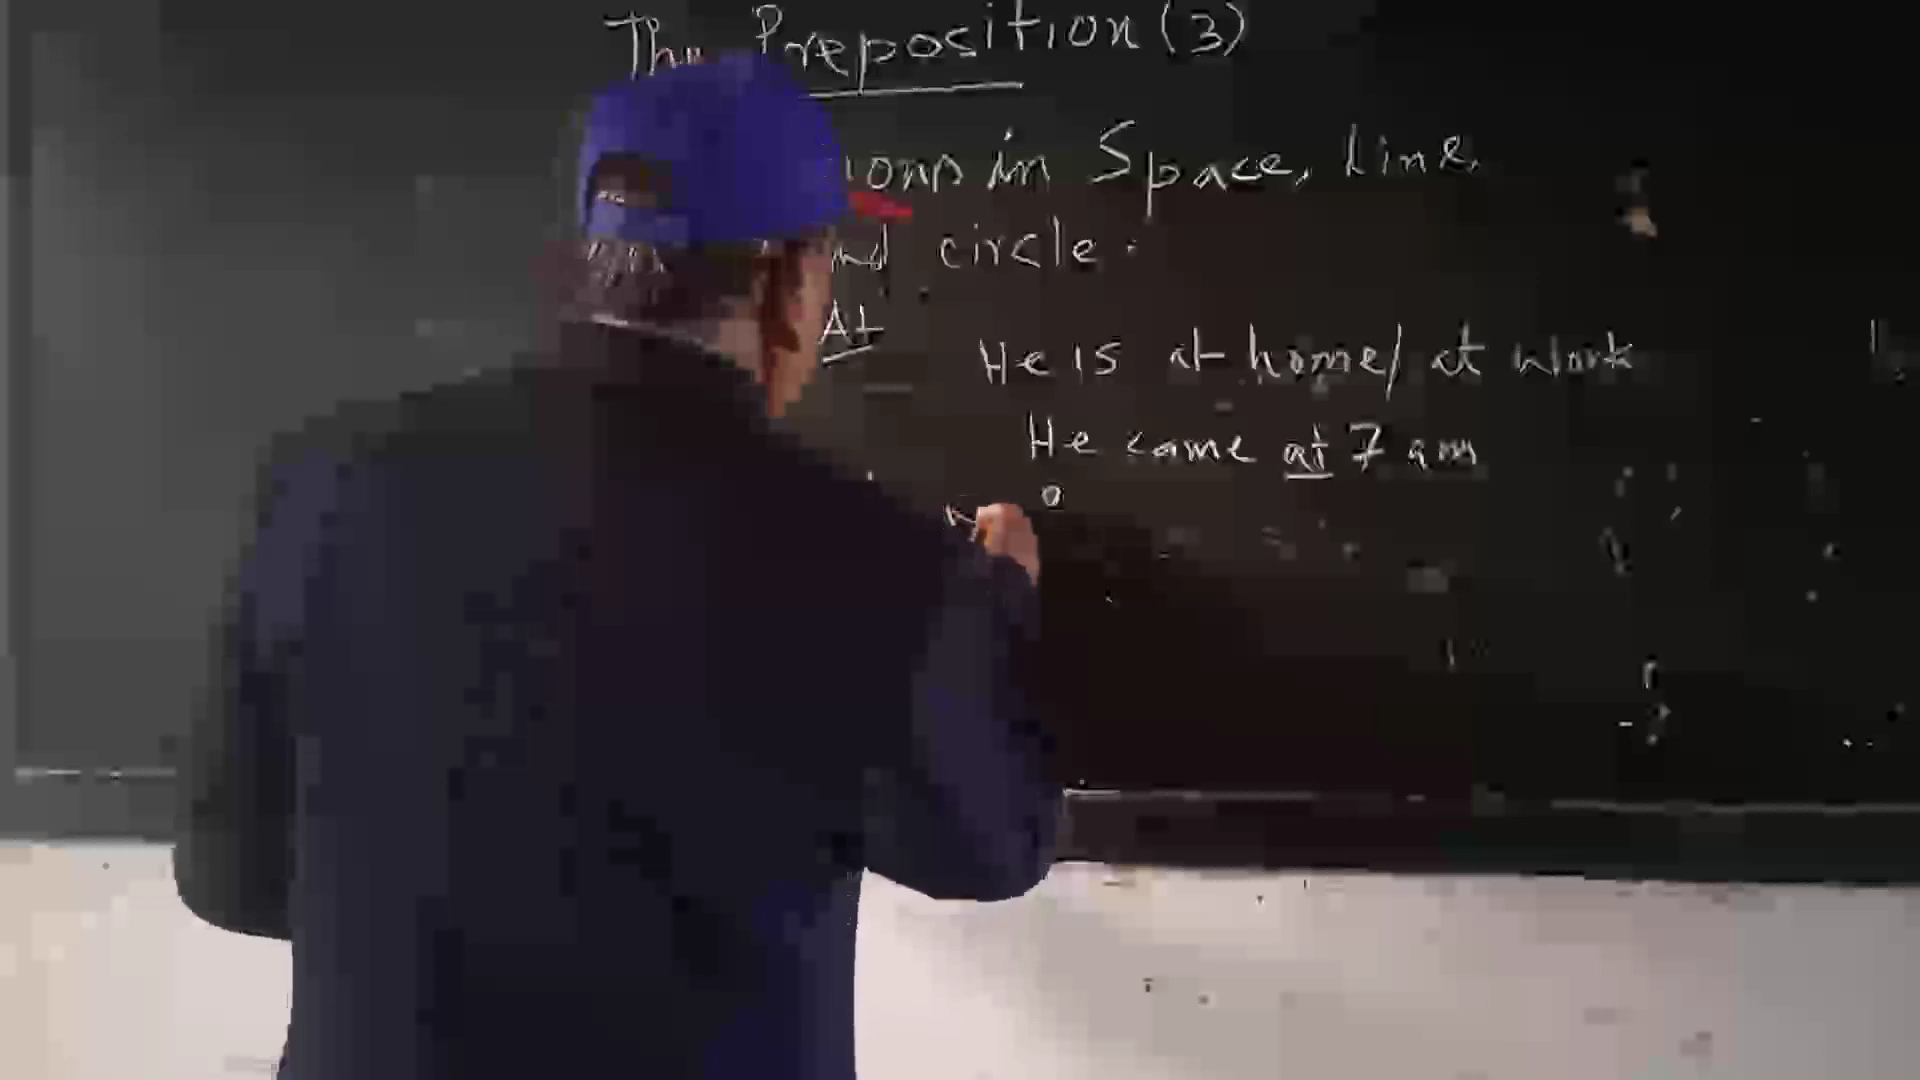 The Preposition (3)
in Space, Line,
and circle.
At
He is at home/ at work
He came at 7 am